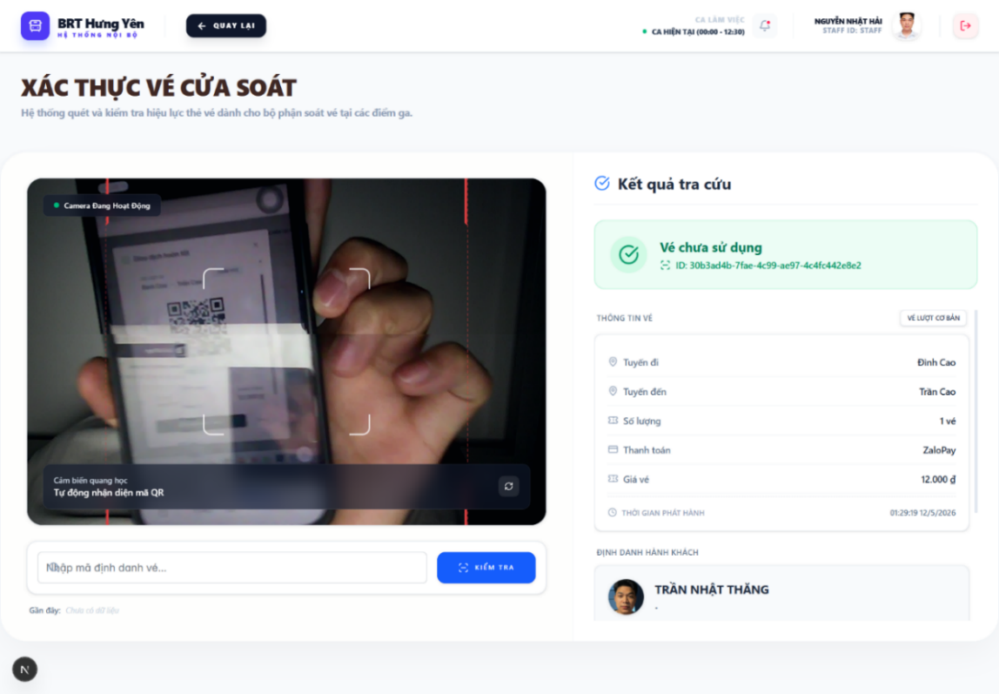 BRT Hưng Yên
HỆ THỐNG NỘI BỘ
← QUAY LẠI
CA LÀM VIỆC
CA HIỆN TẠI (00:00 - 12:30)
NGUYỄN NHẬT HẢI
STAFF ID: STAFF
XÁC THỰC VÉ CỬA SOÁT
Hệ thống quét và kiểm tra hiệu lực thẻ vé dành cho bộ phận soát vé tại các điểm ga.
Camera Đang Hoạt Động
Cảm biến quang học
Tự động nhận diện mã QR
Nhập mã định danh vé...
KIỂM TRA
Gần đây: Chưa có dữ liệu
Kết quả tra cứu
Vé chưa sử dụng
ID: 30b3ad4b-7fae-4c99-ae97-4c4fc442e8e2
THÔNG TIN VÉ
VÉ LƯỢT CƠ BẢN
Tuyến đi Đình Cao
Tuyến đến Trần Cao
Số lượng 1 vé
Thanh toán ZaloPay
Giá vé 12.000 ₫
THỜI GIAN PHÁT HÀNH 01:29:19 12/5/2026
ĐỊNH DANH HÀNH KHÁCH
TRẦN NHẬT THĂNG
-
N